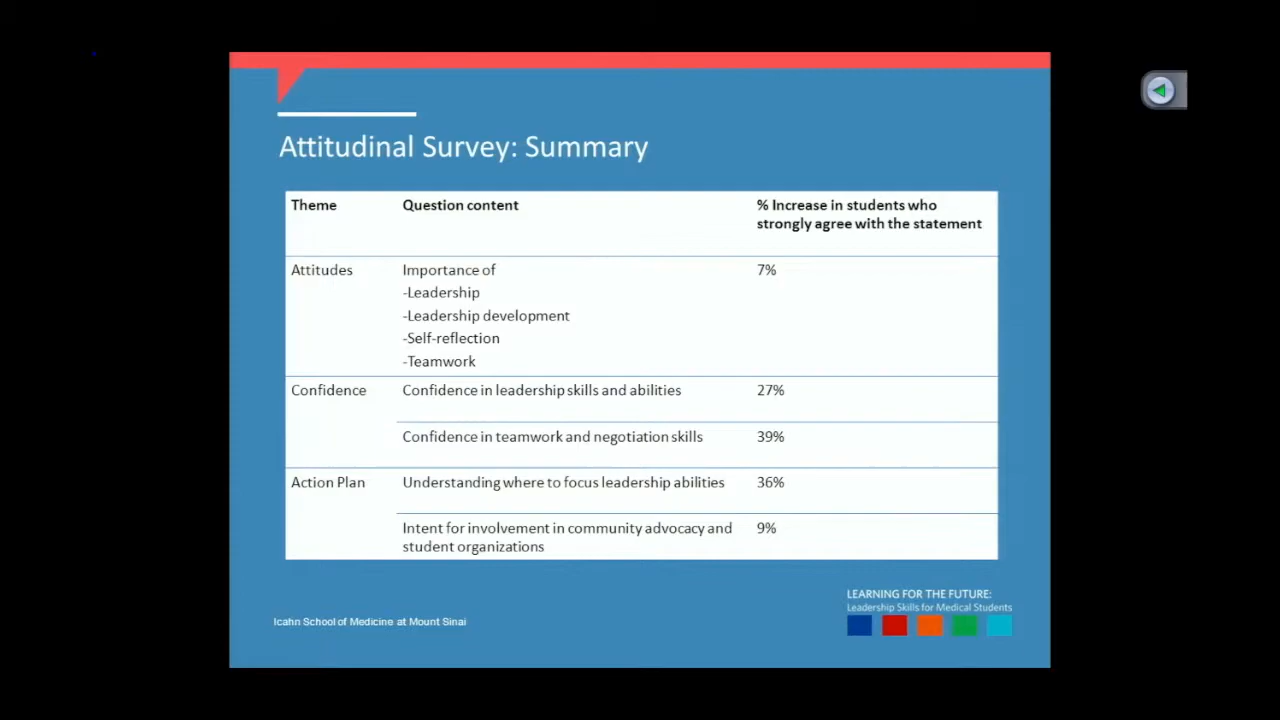 Attitudinal Survey: Summary
Theme
Question content
% Increase in students who
strongly agree with the statement
Attitudes
Importance of
7%
-Leadership
-Leadership development
-Self-reflection
-Teamwork
Confidence
Confidence in leadership skills and abilities
27%
Confidence in teamwork and negotiation skills
39%
Action Plan
Understanding where to focus leadership abilities
36%
Intent for involvement in community advocacy and
student organizations
9%
LEARNING FOR THE FUTURE:
Leadership Skills for Medical Students
Icahn School of Medicine at Mount Sinai